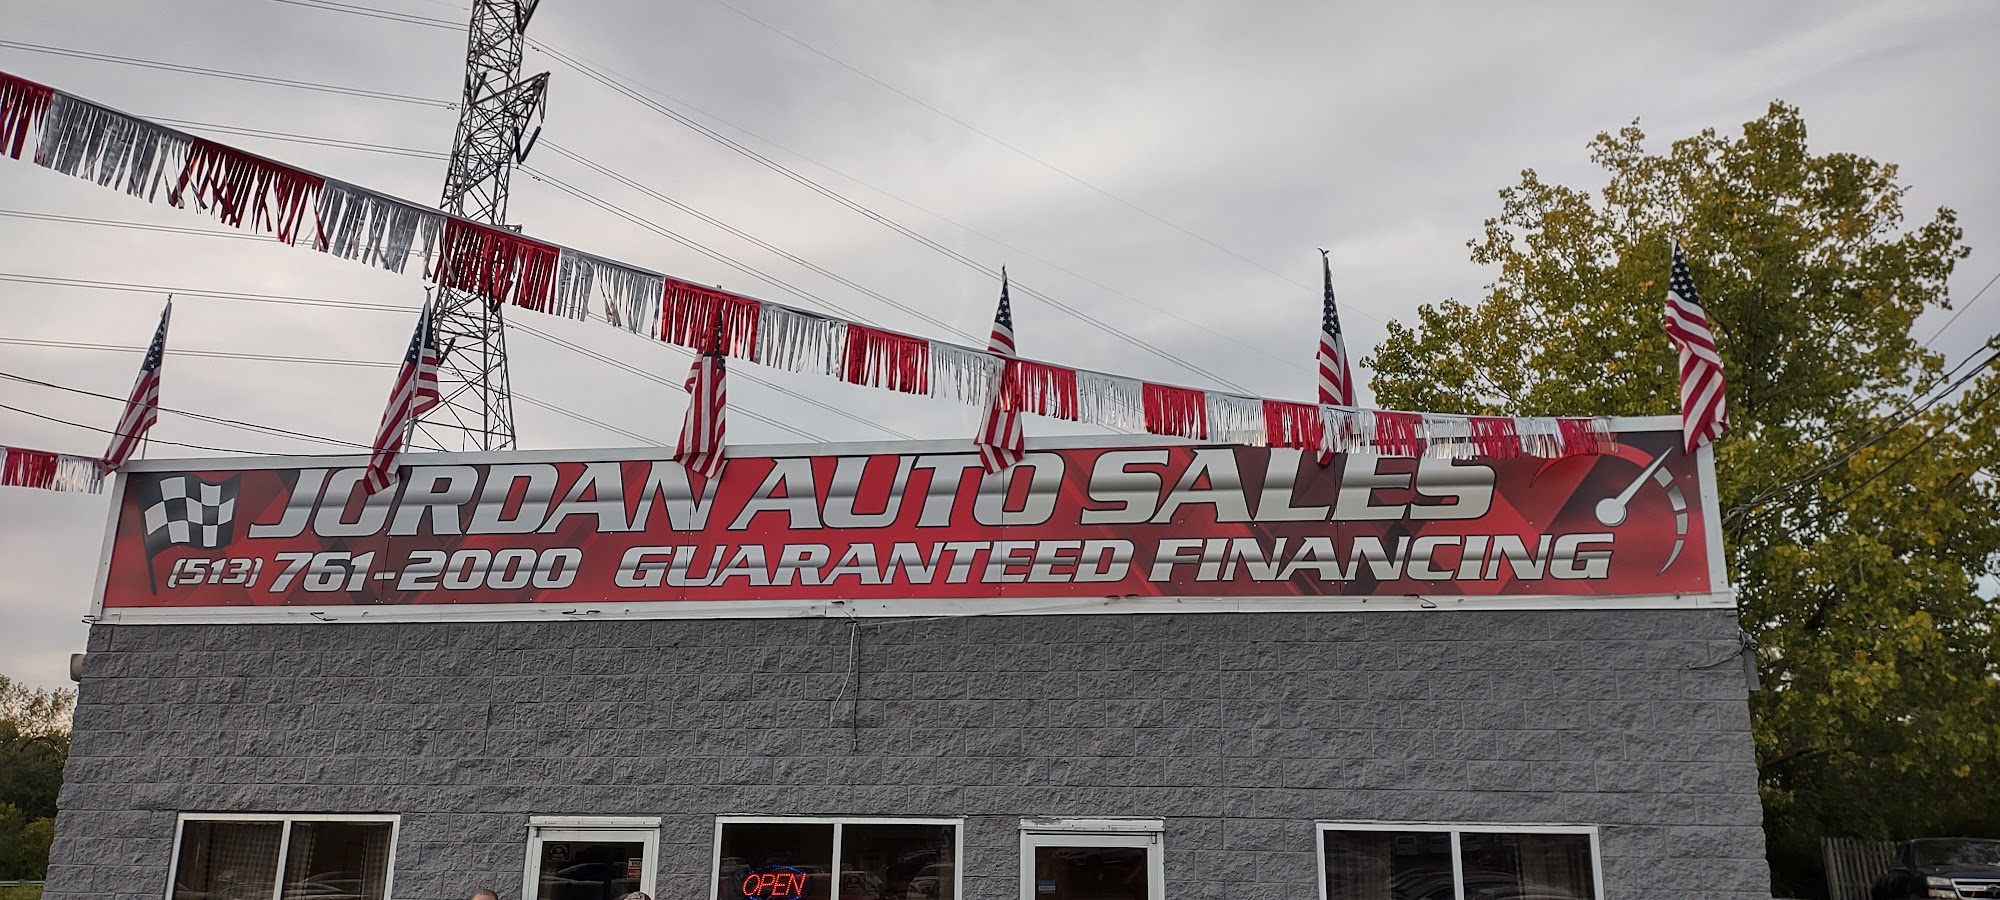 JORDAN AUTO SALES
(513) 761-2000 GUARANTEED FINANCING
OPEN